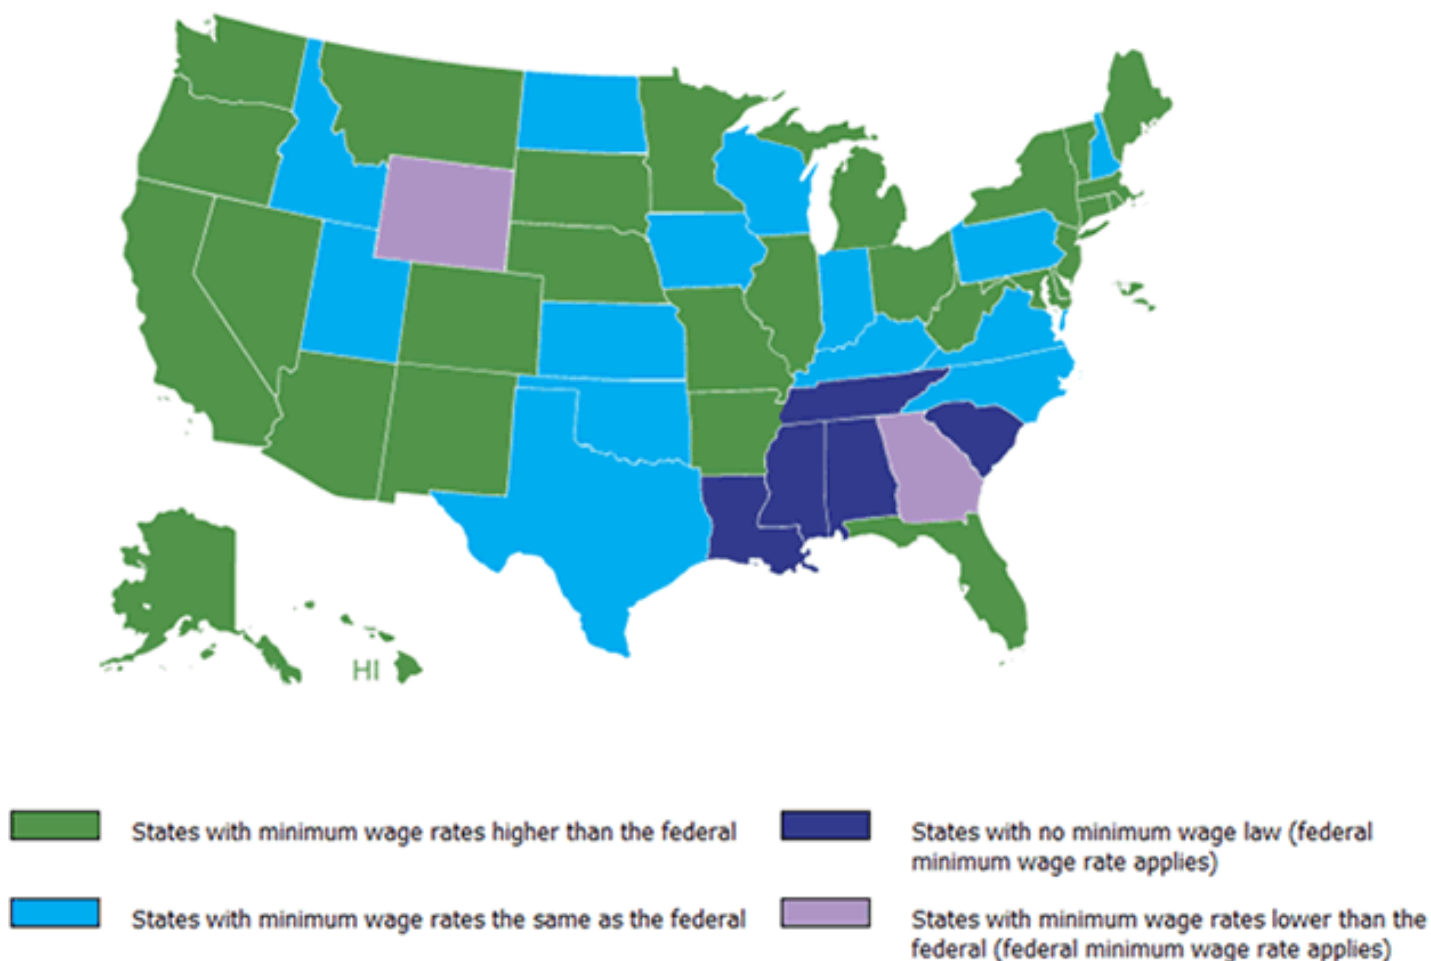 HI
States with minimum wage rates higher than the federal
States with minimum wage rates the same as the federal
States with no minimum wage law (federal
minimum wage rate applies)
States with minimum wage rates lower than the
federal (federal minimum wage rate applies)